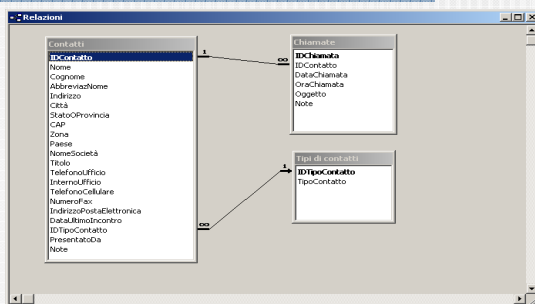 Relazioni
Contatti
IDContatto
Nome
Cognome
AbbreviazNome
Indirizzo
Città
StatoOProvincia
CAP
Zona
Paese
NomeSocietà
Titolo
TelefonoUfficio
InternoUfficio
TelefonoCellulare
NumeroFax
IndirizzoPostaElettronica
DataUltimoIncontro
IDTipoContatto
PresentatoDa
Note
1
∞
Chiamate
IDChiamata
IDContatto
DataChiamata
OraChiamata
Oggetto
Note
∞
1
Tipi di contatti
IDTipoContatto
TipoContatto